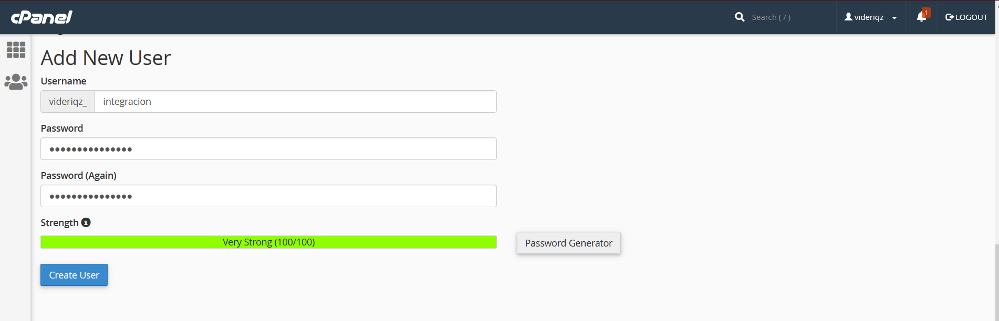 cPanel
Search ( / )
videriqz
1
LOGOUT
Add New User
Username
videriqz_ integracion
Password
•••••••••••••••
Password (Again)
•••••••••••••••
Strength
Very Strong (100/100)
Password Generator
Create User